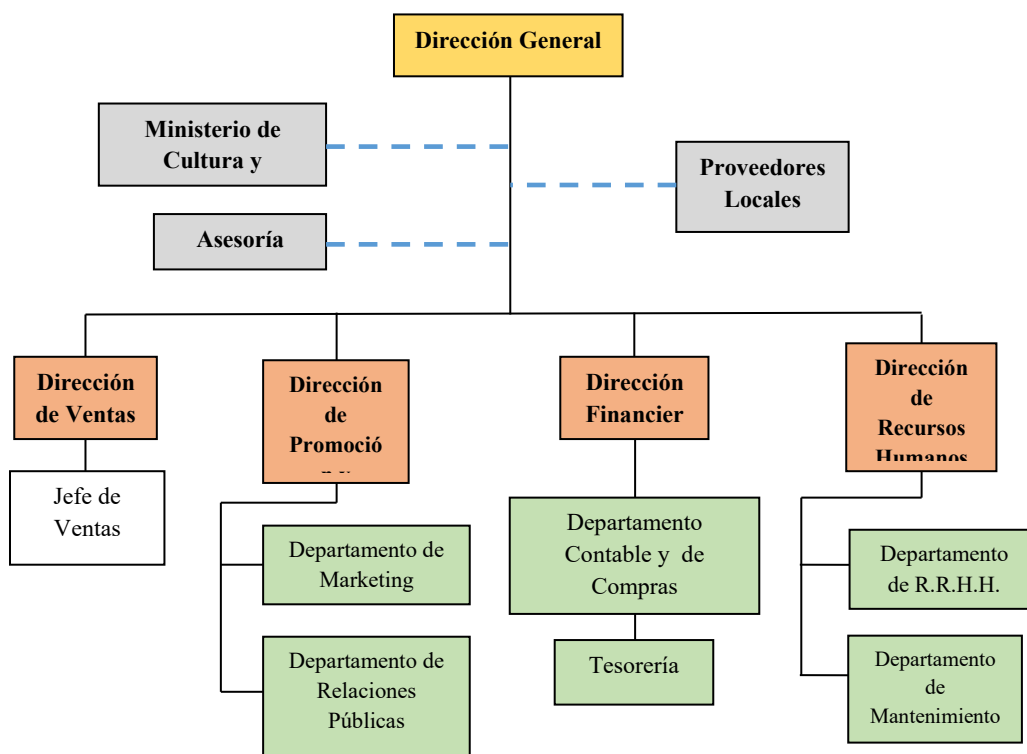 Dirección General
Ministerio de
Cultura y
Proveedores
Locales
Asesoría
Dirección
de Ventas
Dirección
de
Promoció
n y
Dirección
Financier
Dirección
de
Recursos
Humanos
Jefe de
Ventas
Departamento de
Marketing
Departamento de
Relaciones
Públicas
Departamento
Contable y de
Compras
Tesorería
Departamento
de R.R.H.H.
Departamento
de
Mantenimiento